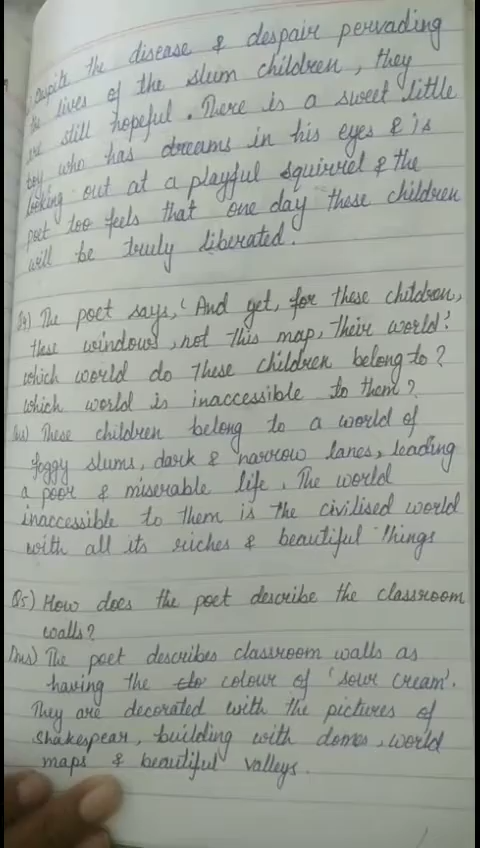 Dispite the disease & despair pervading
the lives of the slum children, they
are still hopeful. There is a sweet little
boy who has dreams in his eyes & is
looking out at a playful squirrel & the
poet too feels that one day these children
will be truly liberated.
Q4) The poet says, 'And yet, for these children,
these windows, not this map, their world'.
which world do these children belong to?
which world is inaccessible to them?
Ans) These children belong to a world of
foggy slums, dark & narrow lanes, leading
a poor & miserable life. The world
inaccessible to them is the civilised world
with all its riches & beautiful things
Q5) How does the poet describe the classroom
walls?
Ans) The poet describes classroom walls as
having the clo colour of 'sour cream'.
They are decorated with the pictures of
Shakespear, building with domes, world
maps & beautiful valleys.